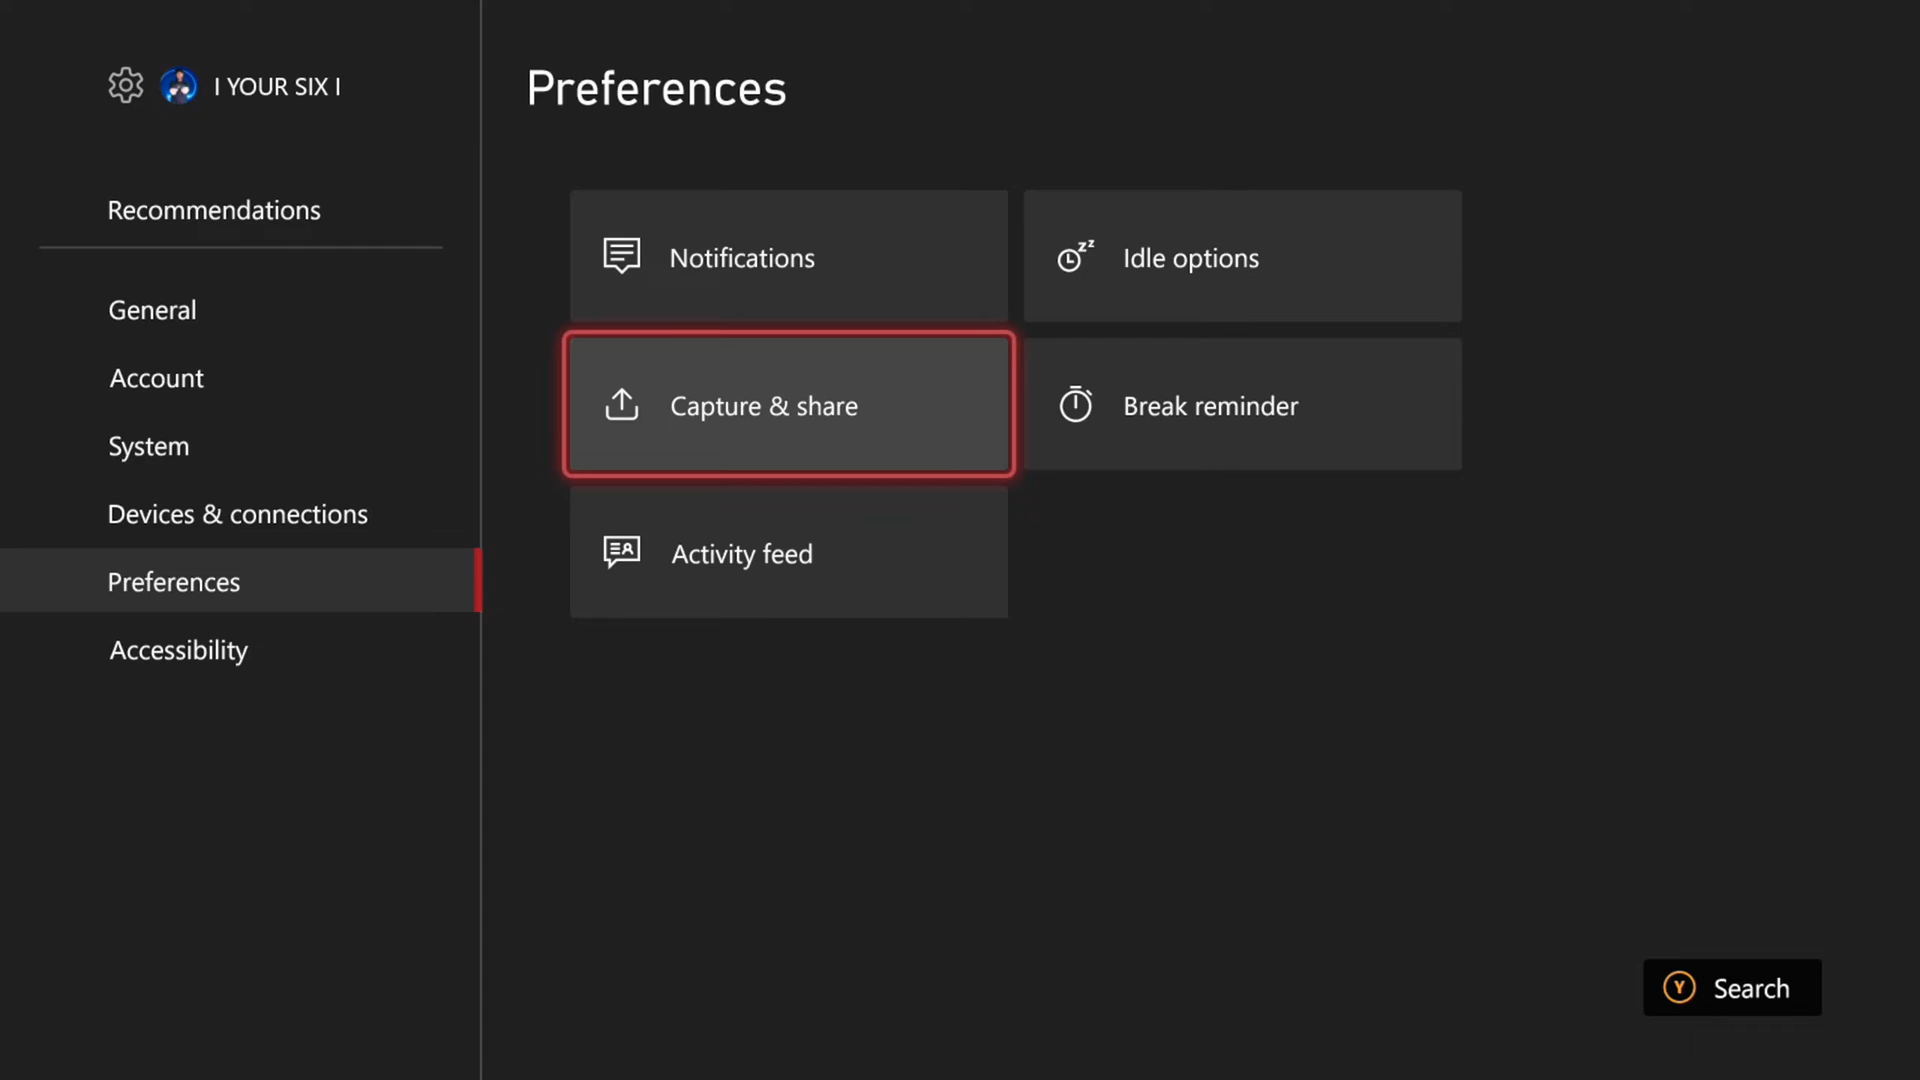 I YOUR SIX I
Preferences
Recommendations
General
Account
System
Devices & connections
Preferences
Accessibility
Notifications
Idle options
Capture & share
Break reminder
Activity feed
Y Search